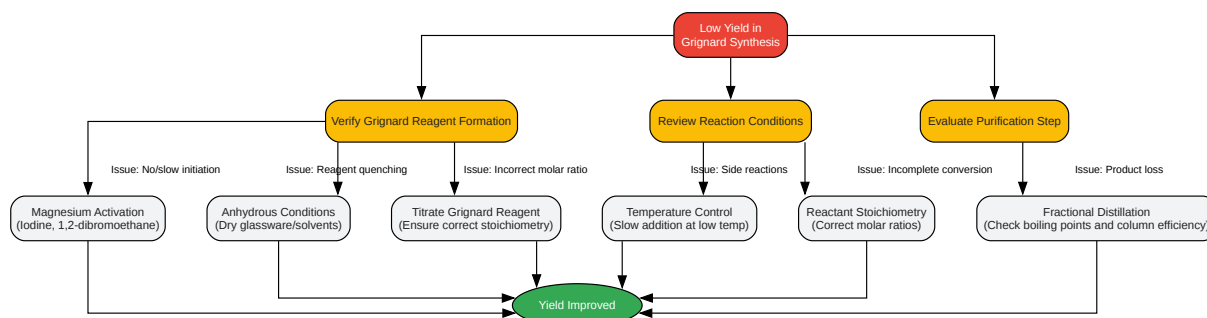 Low Yield in
Grignard Synthesis
Verify Grignard Reagent Formation
Review Reaction Conditions
Evaluate Purification Step
Issue: No/slow initiation
Issue: Reagent quenching
Issue: Incorrect molar ratio
Issue: Side reactions
Issue: Incomplete conversion
Issue: Product loss
Magnesium Activation
(Iodine, 1,2-dibromoethane)
Anhydrous Conditions
(Dry glassware/solvents)
Titrate Grignard Reagent
(Ensure correct stoichiometry)
Temperature Control
(Slow addition at low temp)
Reactant Stoichiometry
(Correct molar ratios)
Fractional Distillation
(Check boiling points and column efficiency)
Yield Improved